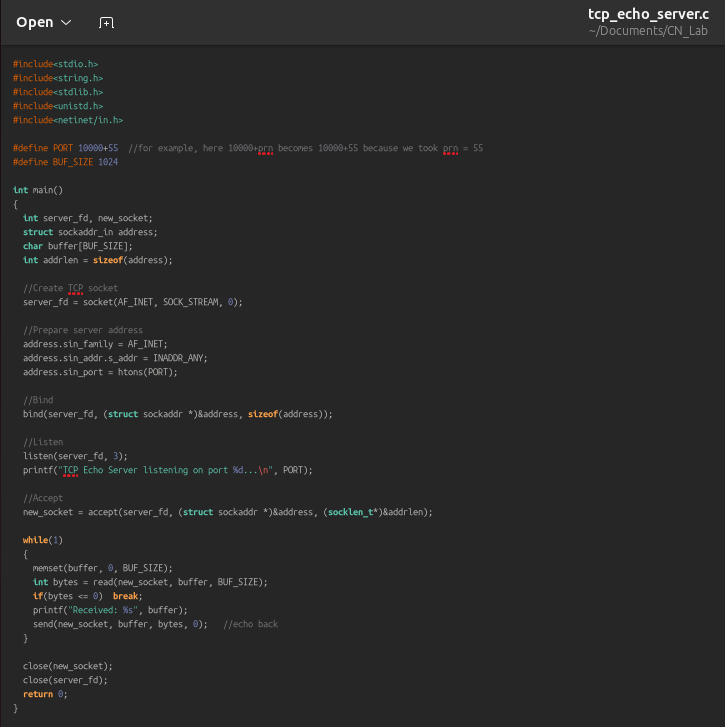 Open
tcp_echo_server.c
~/Documents/CN_Lab
#include<stdio.h>
#include<string.h>
#include<stdlib.h>
#include<unistd.h>
#include<netinet/in.h>
#define PORT 10000+55  //for example, here 10000+prn becomes 10000+55 because we took prn = 55
#define BUF_SIZE 1024
int main()
{
  int server_fd, new_socket;
  struct sockaddr_in address;
  char buffer[BUF_SIZE];
  int addrlen = sizeof(address);
  //Create TCP socket
  server_fd = socket(AF_INET, SOCK_STREAM, 0);
  //Prepare server address
  address.sin_family = AF_INET;
  address.sin_addr.s_addr = INADDR_ANY;
  address.sin_port = htons(PORT);
  //Bind
  bind(server_fd, (struct sockaddr *)&address, sizeof(address));
  //Listen
  listen(server_fd, 3);
  printf("TCP Echo Server listening on port %d...\n", PORT);
  //Accept
  new_socket = accept(server_fd, (struct sockaddr *)&address, (socklen_t*)&addrlen);
  while(1)
  {
    memset(buffer, 0, BUF_SIZE);
    int bytes = read(new_socket, buffer, BUF_SIZE);
    if(bytes <= 0)  break;
    printf("Received: %s", buffer);
    send(new_socket, buffer, bytes, 0);   //echo back
  }
  close(new_socket);
  close(server_fd);
  return 0;
}